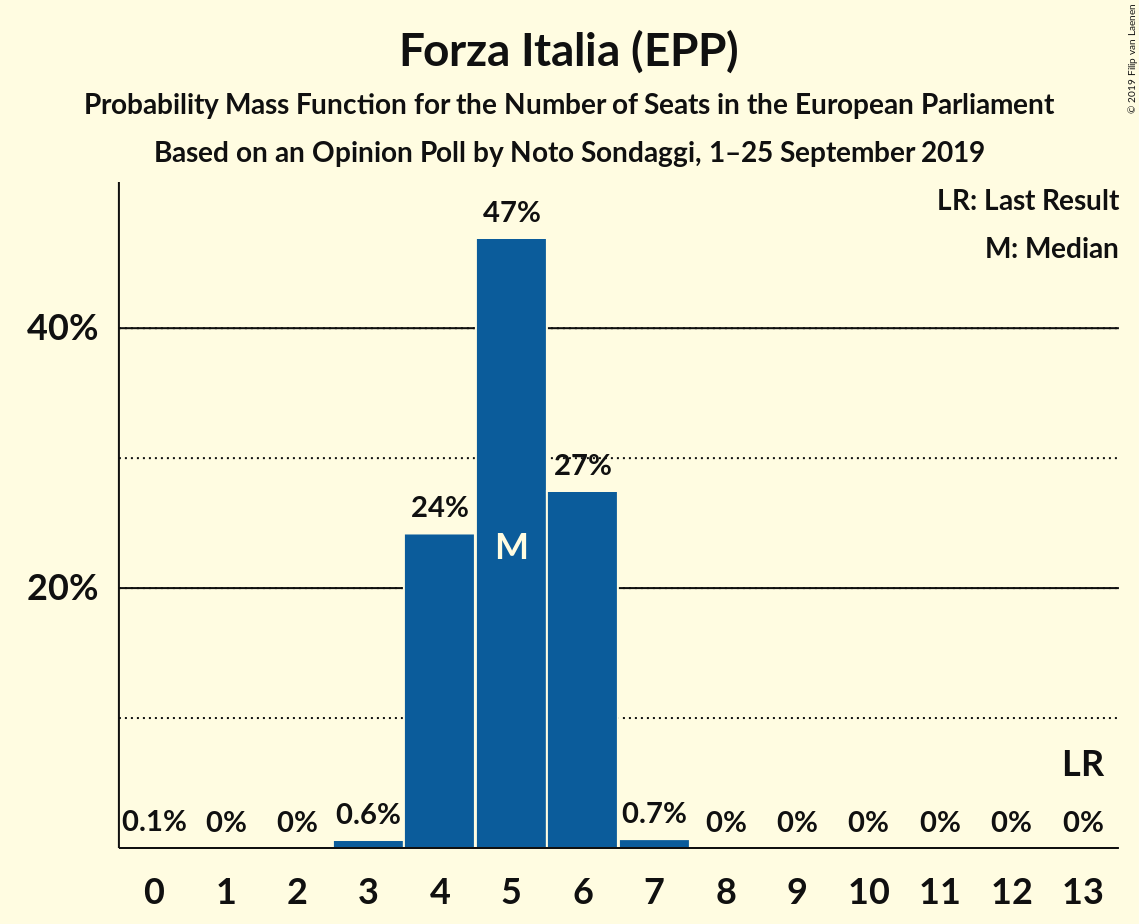 Forza Italia (EPP)
Probability Mass Function for the Number of Seats in the European Parliament
Based on an Opinion Poll by Noto Sondaggi, 1–25 September 2019
© 2019 Filip van Laenen
LR: Last Result
M: Median
40%
20%
0.1%
0%
0%
0.6%
24%
47%
M
27%
0.7%
0%
0%
0%
0%
0%
LR
0%
0 1 2 3 4 5 6 7 8 9 10 11 12 13